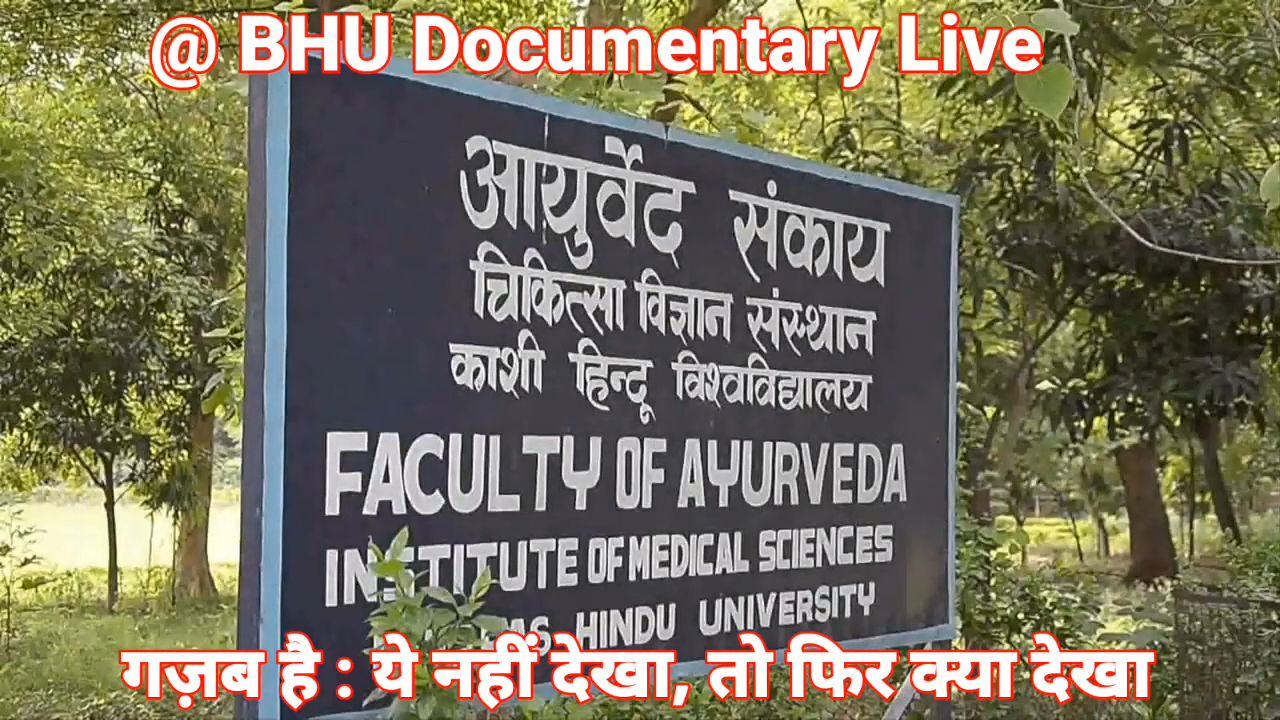 @ BHU Documentary Live
आयुर्वेद संकाय
चिकित्सा विज्ञान संस्थान
काशी हिन्दू विश्वविद्यालय
FACULTY OF AYURVEDA
INSTITUTE OF MEDICAL SCIENCES
HINDU UNIVERSITY
गज़ब है : ये नहीं देखा, तो फिर क्या देखा